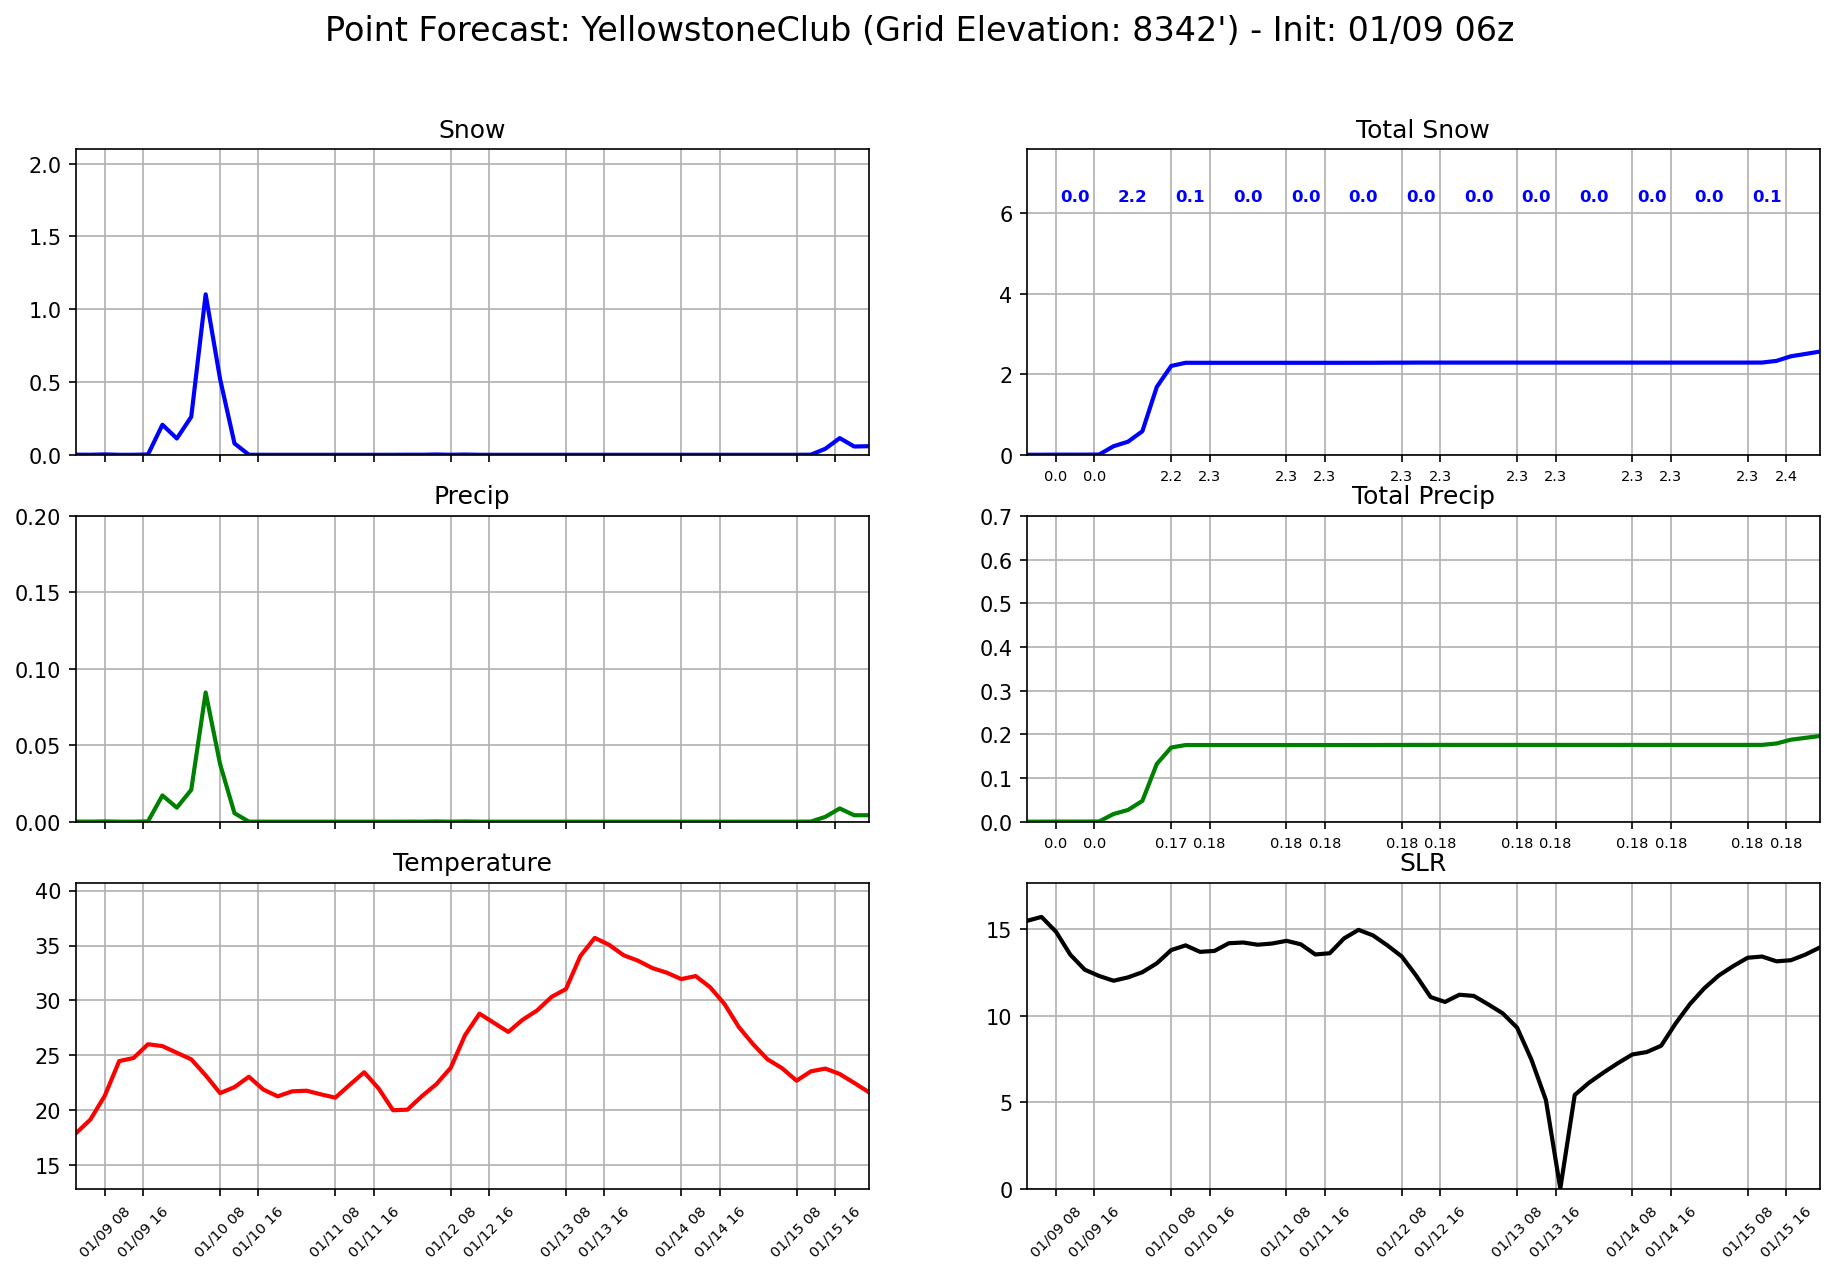 Point Forecast: YellowstoneClub (Grid Elevation: 8342') - Init: 01/09 06z
Snow
2.0
1.5
1.0
0.5
0.0
Total Snow
0.0 2.2 0.1 0.0 0.0 0.0 0.0 0.0 0.0 0.0 0.0 0.0 0.1
6
4
2
0
0.0 0.0 2.2 2.3 2.3 2.3 2.3 2.3 2.3 2.3 2.3 2.3 2.3 2.4
Precip
0.20
0.15
0.10
0.05
0.00
Total Precip
0.7
0.6
0.5
0.4
0.3
0.2
0.1
0.0
0.0 0.0 0.17 0.18 0.18 0.18 0.18 0.18 0.18 0.18 0.18 0.18 0.18 0.18
Temperature
40
35
30
25
20
15
01/09 08 01/09 16 01/10 08 01/10 16 01/11 08 01/11 16 01/12 08 01/12 16 01/13 08 01/13 16 01/14 08 01/14 16 01/15 08 01/15 16
SLR
15
10
5
0
01/09 08 01/09 16 01/10 08 01/10 16 01/11 08 01/11 16 01/12 08 01/12 16 01/13 08 01/13 16 01/14 08 01/14 16 01/15 08 01/15 16